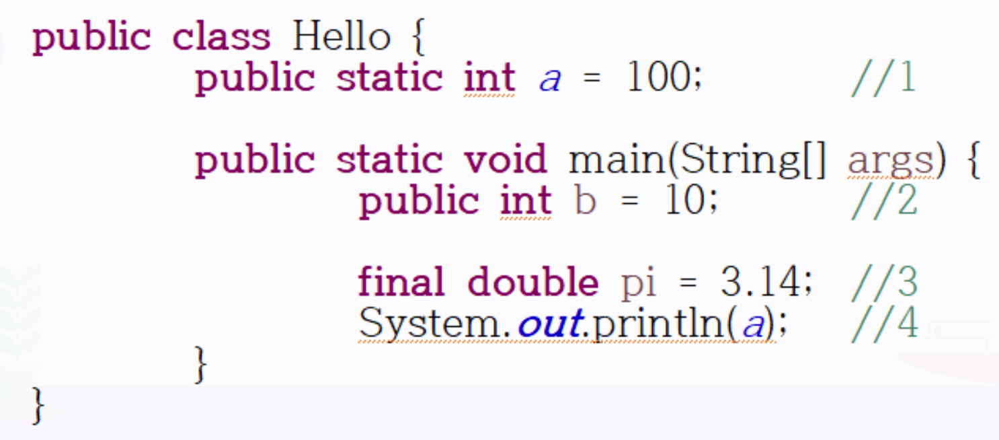 public class Hello {
public static int a = 100; //1
public static void main(String[] args) {
public int b = 10; //2
final double pi = 3.14; //3
System.out.println(a); //4
}
}